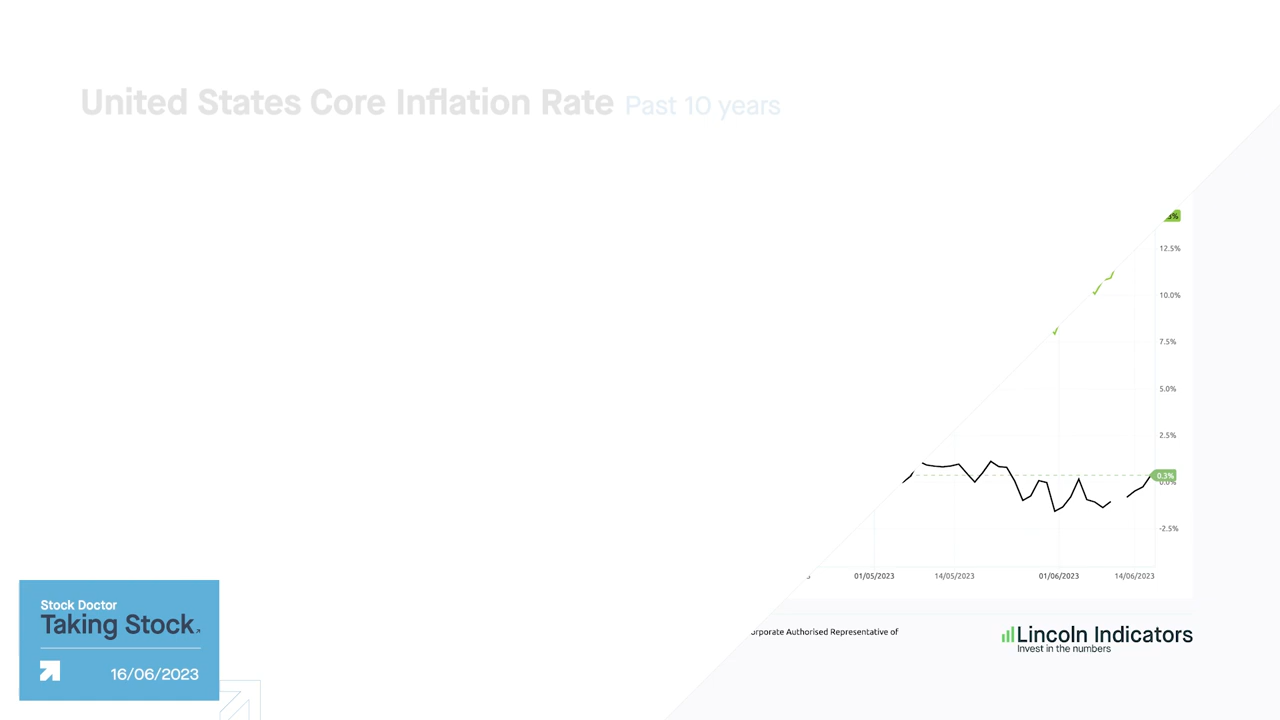 United States Core Inflation Rate Past 10 years
12.5%
10.0%
7.5%
5.0%
2.5%
0.3%
0.0%
-2.5%
01/05/2023 14/05/2023 01/06/2023 14/06/2023
Authorised Representative of
Lincoln Indicators
Invest in the numbers
Stock Doctor
Taking Stock
16/06/2023